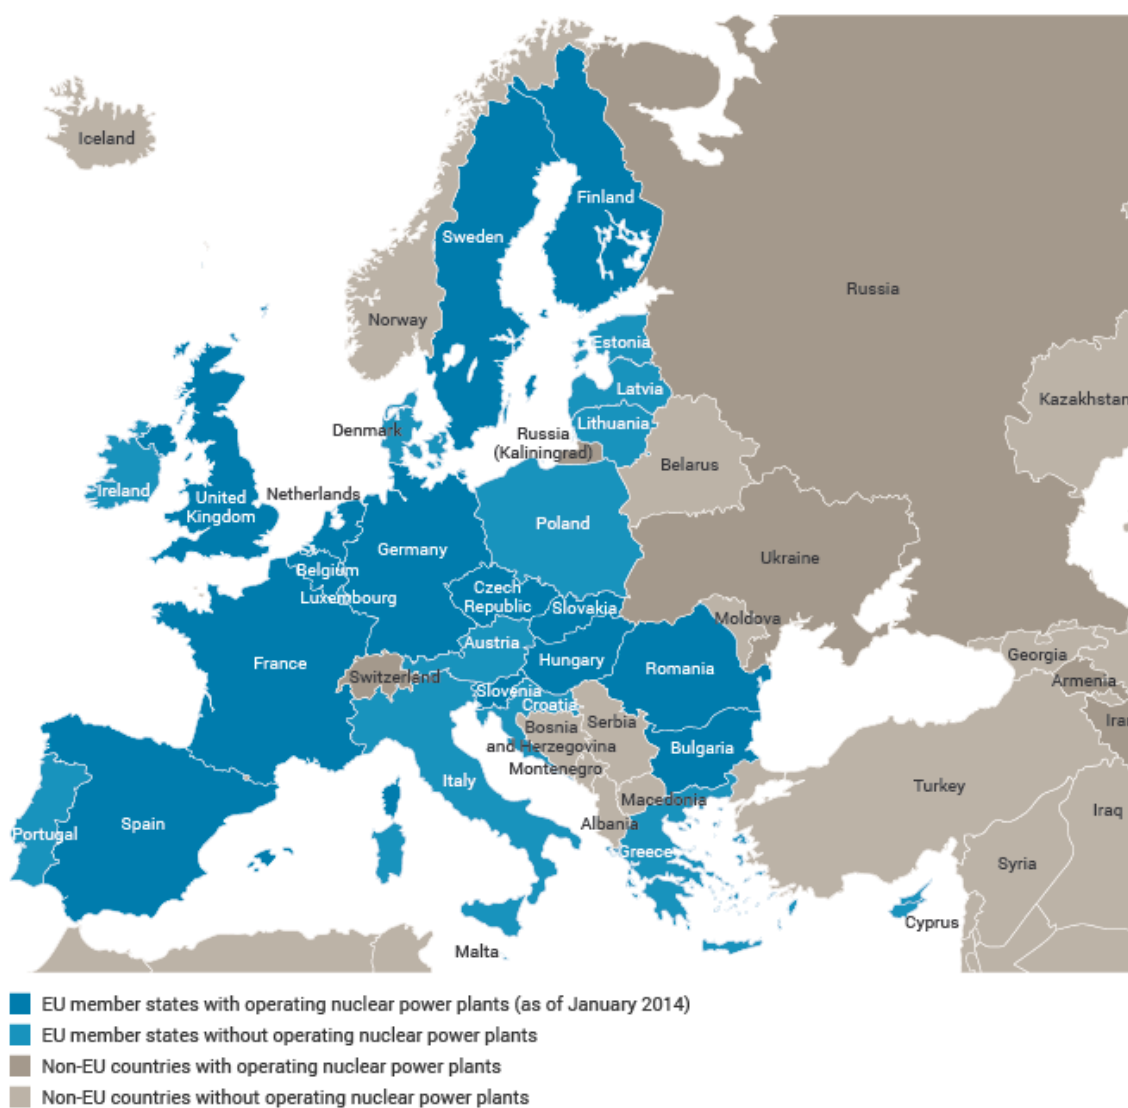 Iceland
Finland
Sweden
Russia
Norway
Estonia
Kazakhstan
Latvia
Lithuania
Denmark
Russia
(Kaliningrad)
Belarus
Ireland
United
Kingdom
Netherlands
Poland
Germany
Ukraine
Belgium
Czech
Republic
Luxembourg
Slovakia
Moldova
Austria
Georgia
France
Hungary
Romania
Switzerland
Armenia
Slovenia
Croatia
Iran
Serbia
Bosnia
and Herzegovina
Bulgaria
Montenegro
Italy
Turkey
Macedonia
Iraq
Spain
Albania
Portugal
Greece
Syria
Cyprus
Malta
EU member states with operating nuclear power plants (as of January 2014)
EU member states without operating nuclear power plants
Non-EU countries with operating nuclear power plants
Non-EU countries without operating nuclear power plants